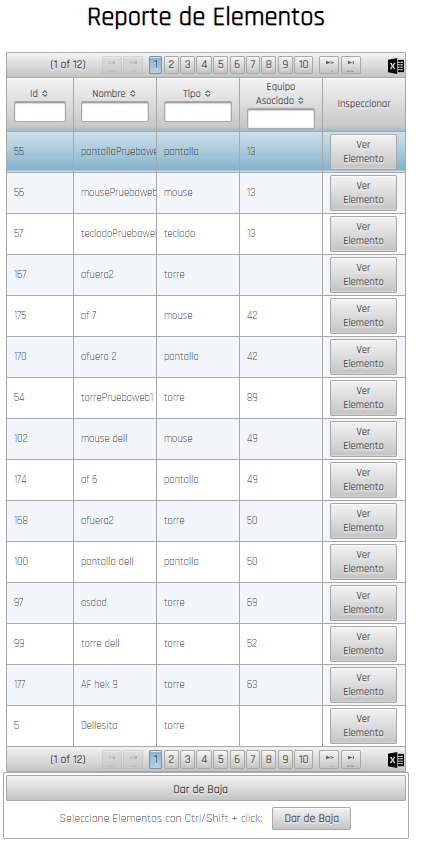 Reporte de Elementos
(1 of 12) 1 2 3 4 5 6 7 8 9 10
Id Nombre Tipo Equipo Asociado Inspeccionar
55 pantallaPruebaweb pantalla 13 Ver Elemento
56 mousePruebaweb mouse 13 Ver Elemento
57 tecladoPruebaweb teclado 13 Ver Elemento
167 afuera2 torre Ver Elemento
175 af 7 mouse 42 Ver Elemento
170 afuera 2 pantalla 42 Ver Elemento
54 torrePruebaweb1 torre 89 Ver Elemento
102 mouse dell mouse 49 Ver Elemento
174 af 6 pantalla 49 Ver Elemento
168 afuera2 torre 50 Ver Elemento
100 pantalla dell pantalla 50 Ver Elemento
97 asdad torre 69 Ver Elemento
99 torre dell torre 52 Ver Elemento
177 AF hek 9 torre 63 Ver Elemento
5 Dellesita torre Ver Elemento
(1 of 12) 1 2 3 4 5 6 7 8 9 10
Dar de Baja
Seleccione Elementos con Ctrl/Shift + click: Dar de Baja